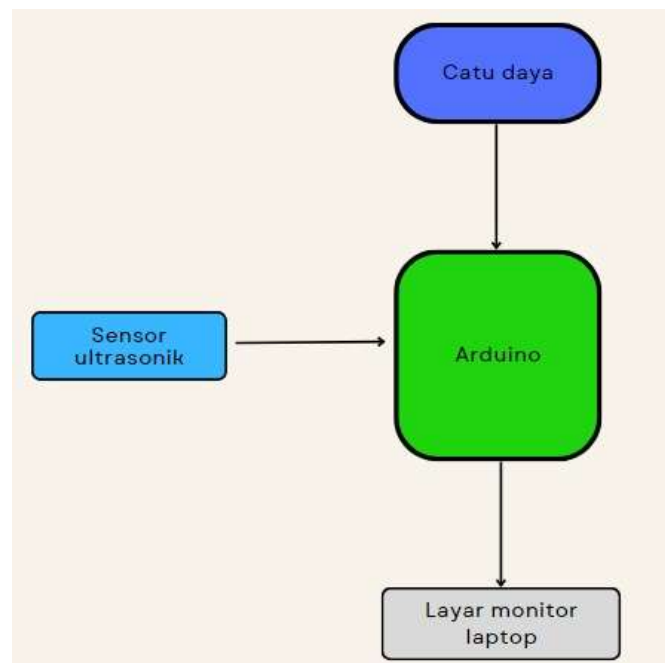 Catu daya
Sensor
ultrasonik
Arduino
Layar monitor
laptop